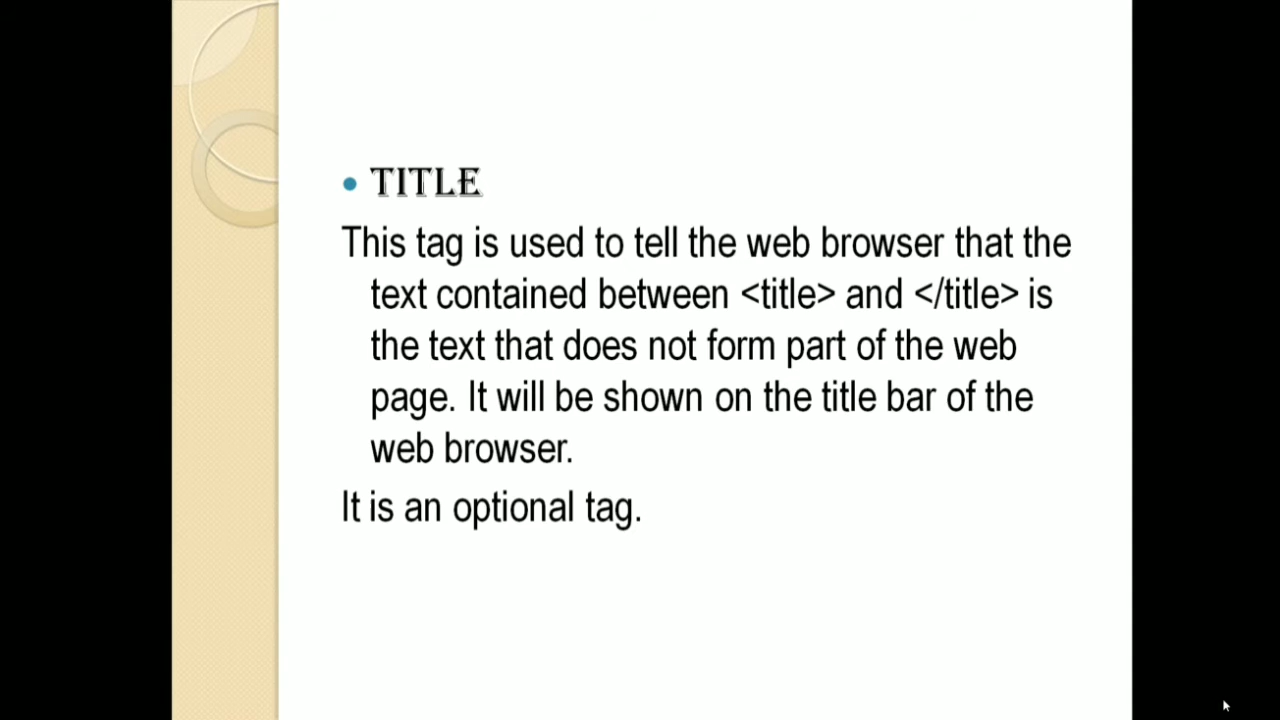 • TITLE
This tag is used to tell the web browser that the
text contained between <title> and </title> is
the text that does not form part of the web
page. It will be shown on the title bar of the
web browser.
It is an optional tag.